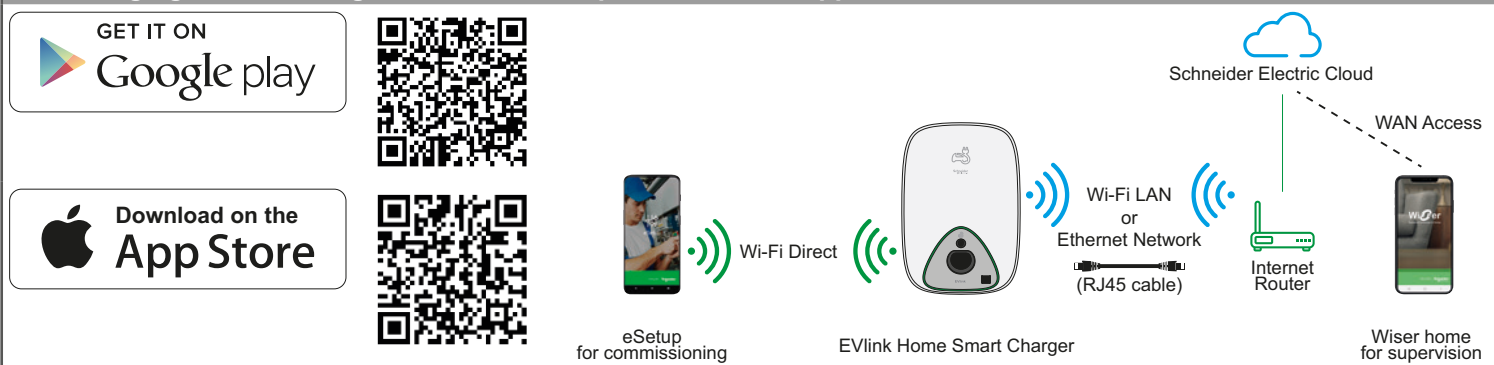 GET IT ON
Google play
Download on the
App Store
Schneider Electric Cloud
WAN Access
Wi-Fi Direct
Wi-Fi LAN
or
Ethernet Network
(RJ45 cable)
Internet
Router
Wiser
eSetup
for commissioning
EVlink Home Smart Charger
Wiser home
for supervision